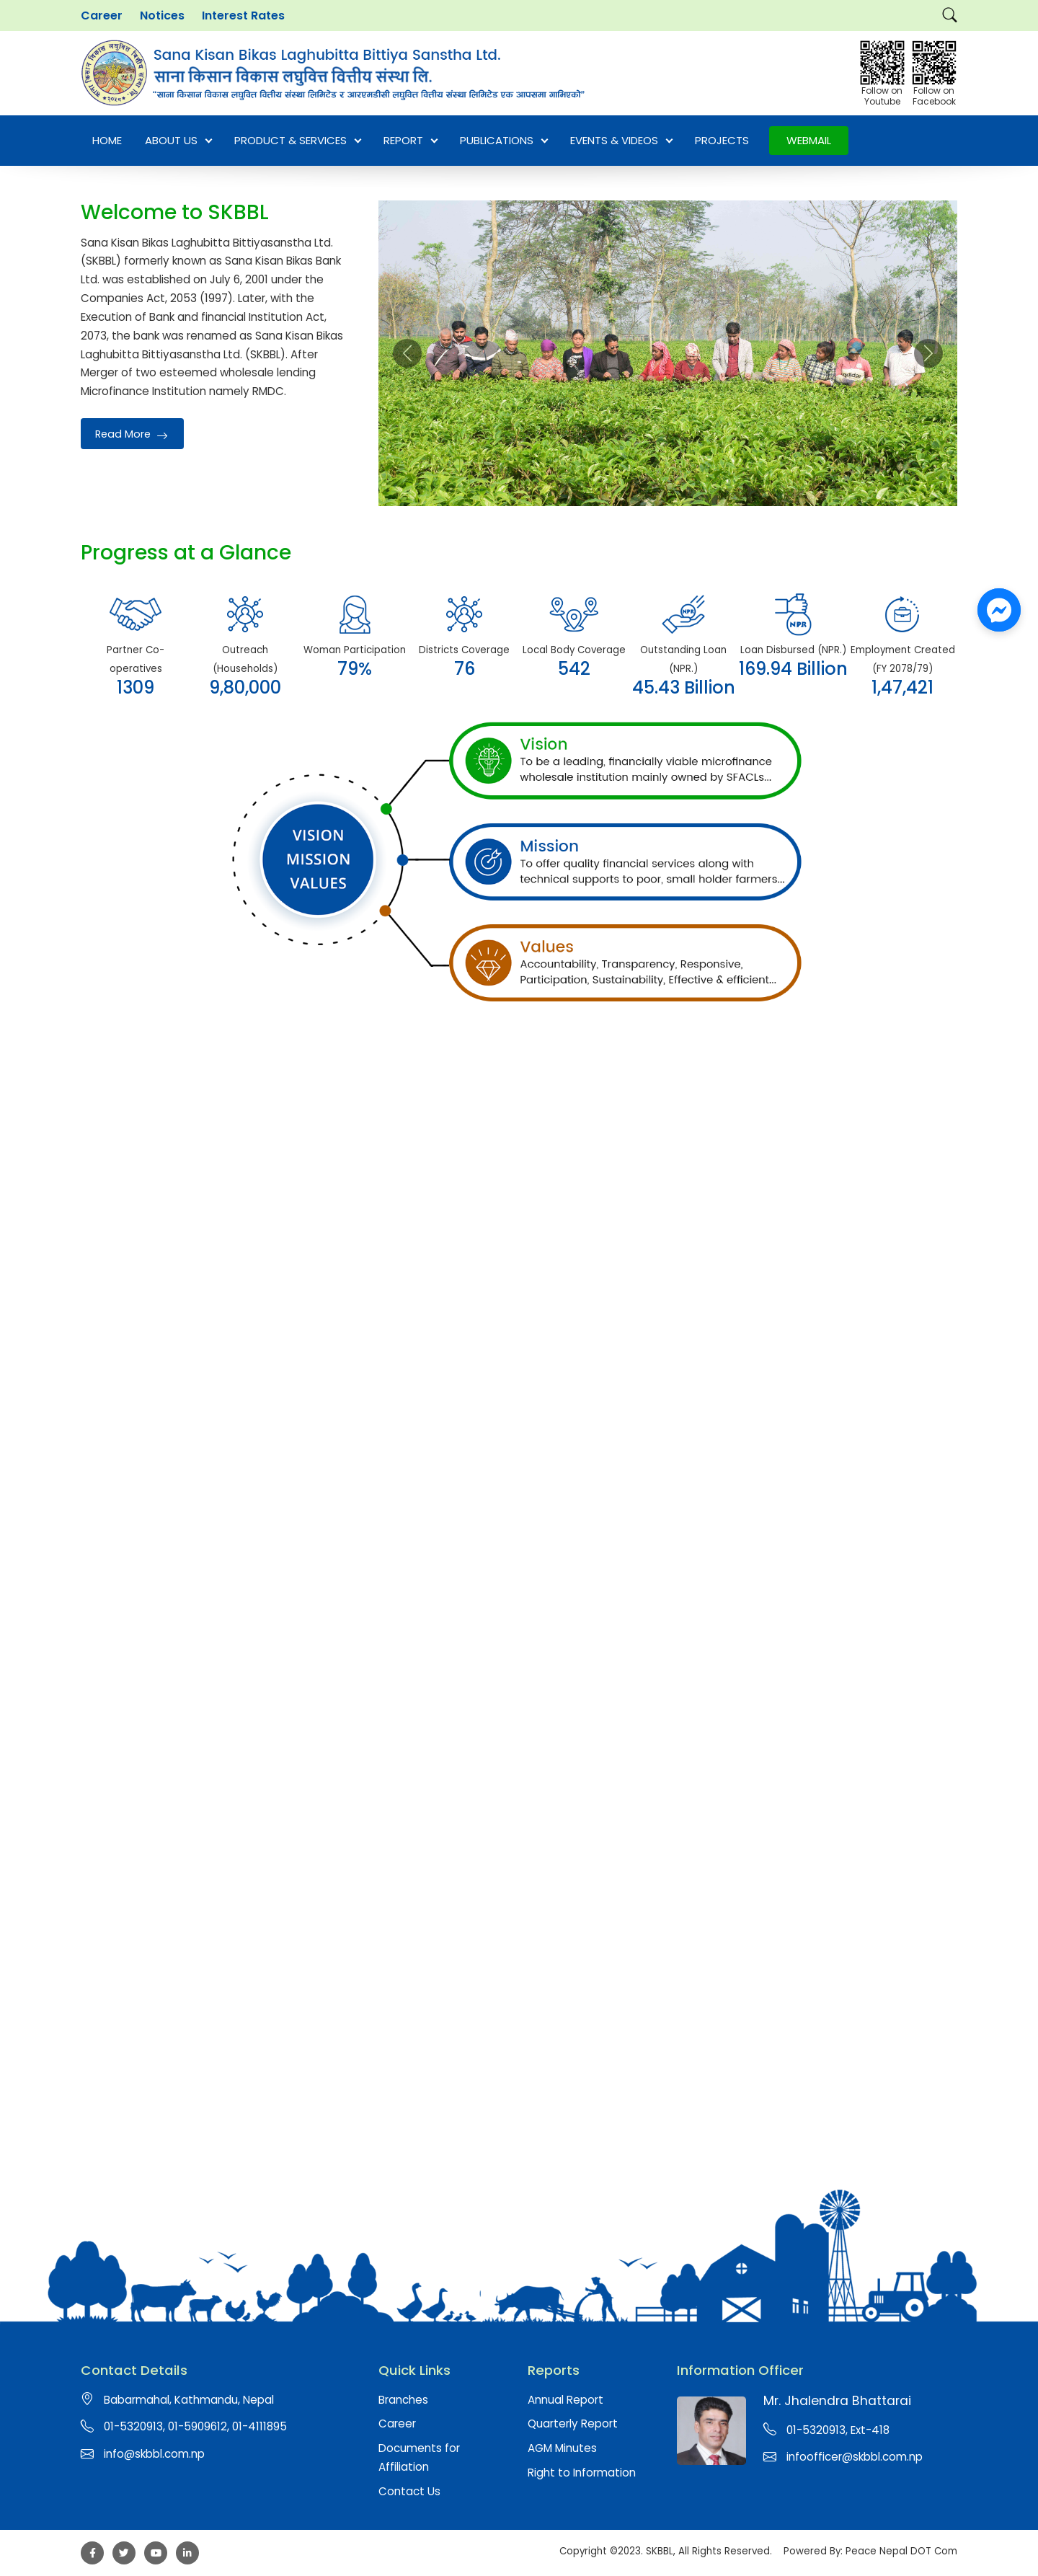 Career Notices Interest Rates
Sana Kisan Bikas Laghubitta Bittiya Sanstha Ltd.
साना किसान विकास लघुवित्त वित्तीय संस्था लि.
"साना किसान विकास लघुवित्त वित्तीय संस्था लिमिटेड र आरएमडीसी लघुवित्त वित्तीय संस्था लिमिटेड एक आपसमा गाभिएको"
Follow on
Youtube
Follow on
Facebook
HOME ABOUT US PRODUCT & SERVICES REPORT PUBLICATIONS EVENTS & VIDEOS PROJECTS WEBMAIL
Welcome to SKBBL
Sana Kisan Bikas Laghubitta Bittiyasanstha Ltd.
(SKBBL) formerly known as Sana Kisan Bikas Bank
Ltd. was established on July 6, 2001 under the
Companies Act, 2053 (1997). Later, with the
Execution of Bank and financial Institution Act,
2073, the bank was renamed as Sana Kisan Bikas
Laghubitta Bittiyasanstha Ltd. (SKBBL). After
Merger of two esteemed wholesale lending
Microfinance Institution namely RMDC.
Read More
Progress at a Glance
Partner Co-
operatives
1309
Outreach
(Households)
9,80,000
Woman Participation
79%
Districts Coverage
76
Local Body Coverage
542
NPR
Outstanding Loan
(NPR.)
45.43 Billion
NPR
Loan Disbursed (NPR.)
169.94 Billion
Employment Created
(FY 2078/79)
1,47,421
VISION
MISSION
VALUES
Vision
To be a leading, financially viable microfinance
wholesale institution mainly owned by SFACLs...
Mission
To offer quality financial services along with
technical supports to poor, small holder farmers...
Values
Accountability, Transparency, Responsive,
Participation, Sustainability, Effective & efficient...
Contact Details
Babarmahal, Kathmandu, Nepal
01-5320913, 01-5909612, 01-4111895
info@skbbl.com.np
Quick Links
Branches
Career
Documents for
Affiliation
Contact Us
Reports
Annual Report
Quarterly Report
AGM Minutes
Right to Information
Information Officer
Mr. Jhalendra Bhattarai
01-5320913, Ext-418
infoofficer@skbbl.com.np
Copyright ©2023. SKBBL, All Rights Reserved. Powered By: Peace Nepal DOT Com